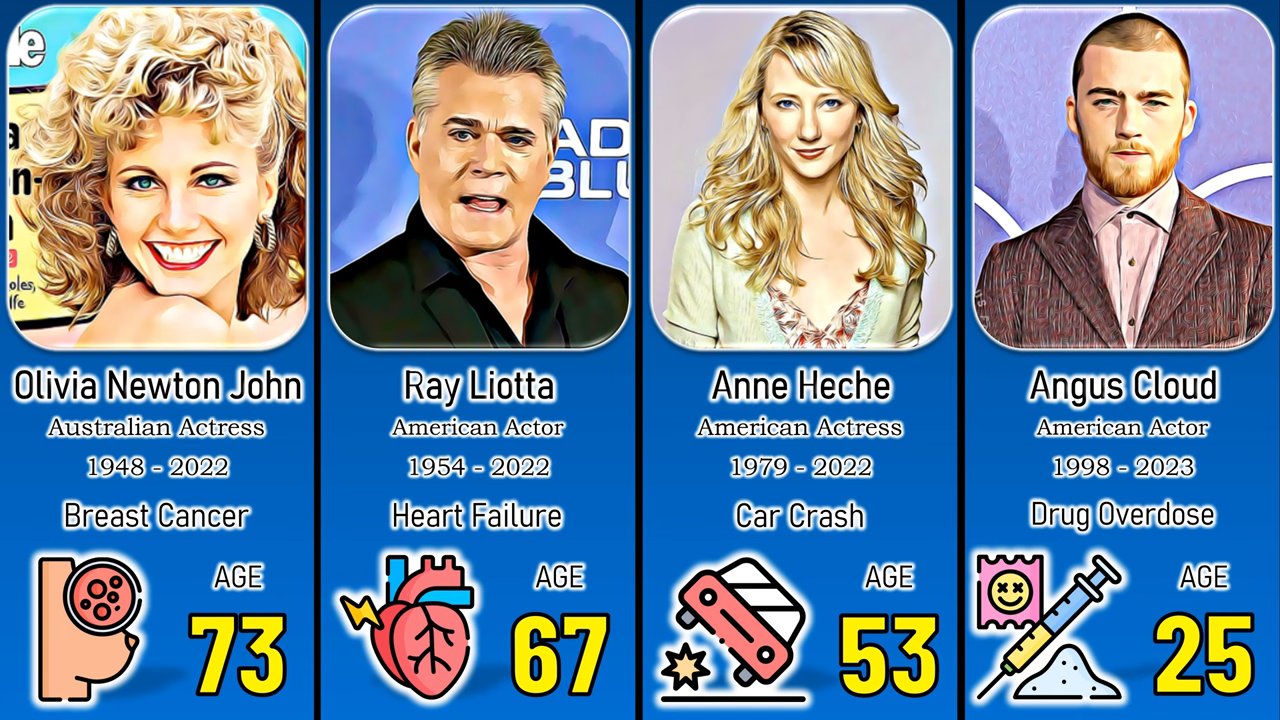 Olivia Newton John
Australian Actress
1948 - 2022
Breast Cancer
AGE
73
ADBLU
Ray Liotta
American Actor
1954 - 2022
Heart Failure
AGE
67
Anne Heche
American Actress
1979 - 2022
Car Crash
AGE
53
Angus Cloud
American Actor
1998 - 2023
Drug Overdose
AGE
25